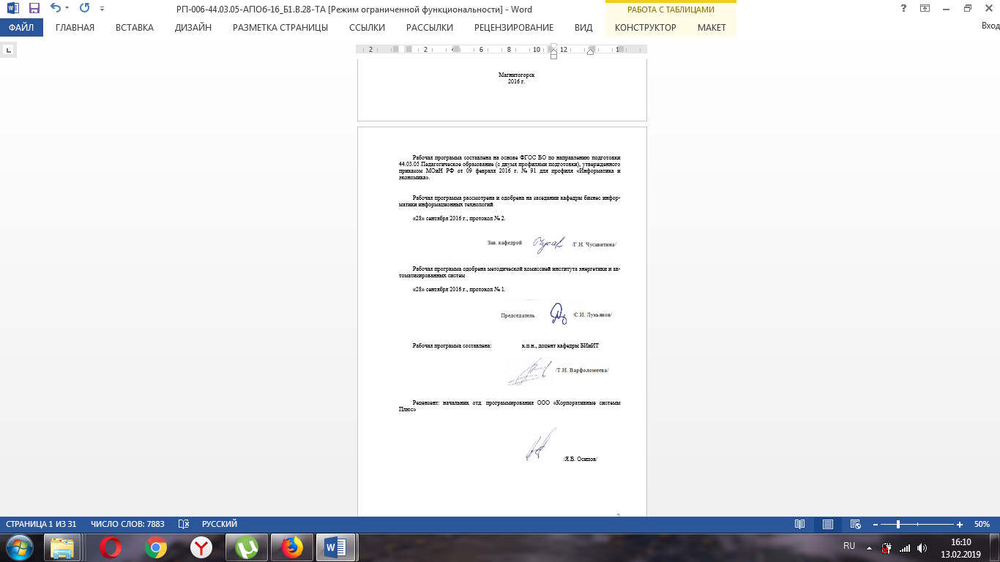 РП-006-44.03.05-АПОб-16_Б1.В.28-ТА [Режим ограниченной функциональности] - Word
РАБОТА С ТАБЛИЦАМИ
ФАЙЛ ГЛАВНАЯ ВСТАВКА ДИЗАЙН РАЗМЕТКА СТРАНИЦЫ ССЫЛКИ РАССЫЛКИ РЕЦЕНЗИРОВАНИЕ ВИД КОНСТРУКТОР МАКЕТ Вход
2 2 4 6 8 10 12
Магнитогорск
2016 г.
Рабочая программа составлена на основе ФГОС ВО по направлению подготовки
44.03.05 Педагогическое образование (с двумя профилями подготовки), утвержденного
приказом МОиН РФ от 09 февраля 2016 г. № 91 для профиля «Информатика и
экономика».
Рабочая программа рассмотрена и одобрена на заседании кафедры бизнес инфор-
матики информационных технологий
«28» сентября 2016 г., протокол № 2.
Зав. кафедрой /Г.Н. Чусавитина/
Рабочая программа одобрена методической комиссией института энергетики и ав-
томатизированных систем
«28» сентября 2016 г., протокол № 1.
Председатель /С.И. Лукьянов/
Рабочая программа составлена: к.п.н., доцент кафедры БИиИТ
/Т.Н. Варфоломеева/
Рецензент: начальник отд. программирования ООО «Корпоративные системы
Плюс»
/Я.В. Осипов/
2
СТРАНИЦА 1 ИЗ 31 ЧИСЛО СЛОВ: 7883 РУССКИЙ 50%
RU 16:10
13.02.2019